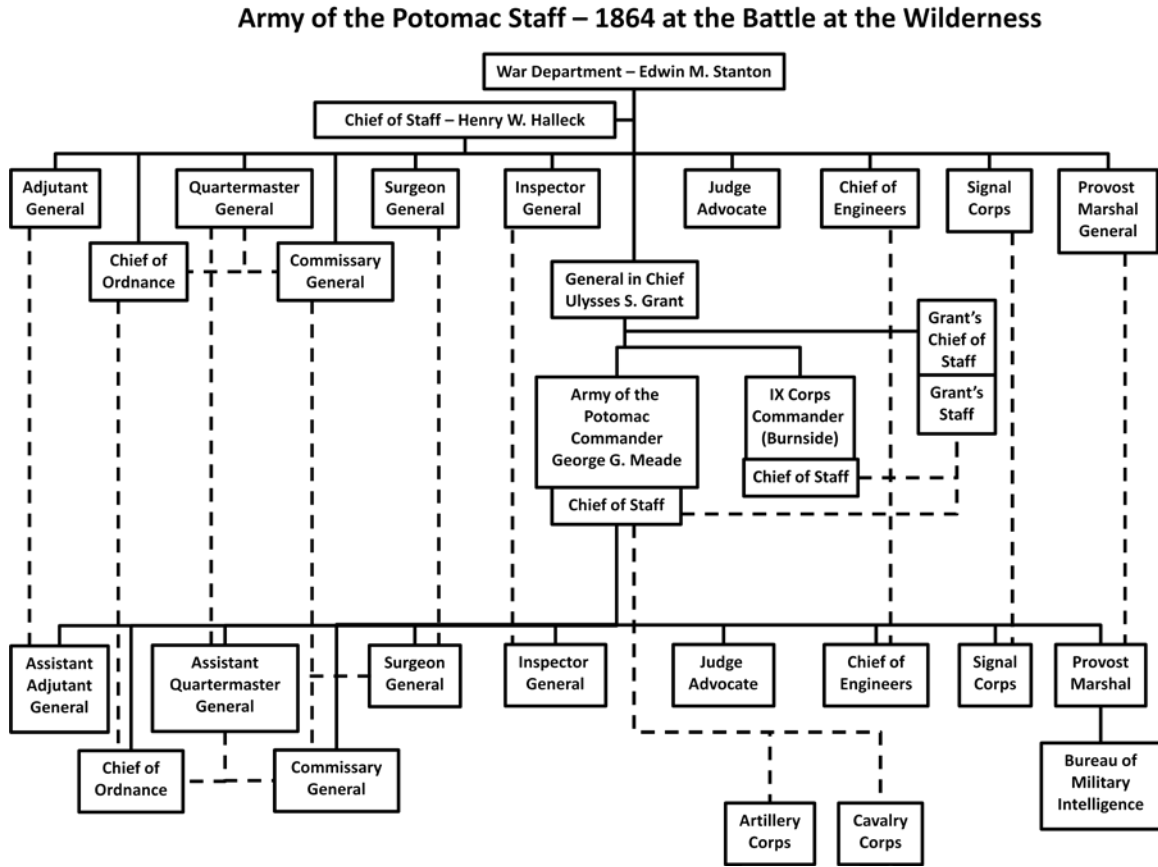 Army of the Potomac Staff – 1864 at the Battle at the Wilderness
War Department – Edwin M. Stanton
Chief of Staff – Henry W. Halleck
Adjutant
General
Quartermaster
General
Surgeon
General
Inspector
General
Judge
Advocate
Chief of
Engineers
Signal
Corps
Provost
Marshal
General
Chief of
Ordnance
Commissary
General
General in Chief
Ulysses S. Grant
Grant's
Chief of
Staff
Grant's
Staff
Army of the
Potomac
Commander
George G. Meade
Chief of Staff
IX Corps
Commander
(Burnside)
Chief of Staff
Assistant
Adjutant
General
Assistant
Quartermaster
General
Surgeon
General
Inspector
General
Judge
Advocate
Chief of
Engineers
Signal
Corps
Provost
Marshal
Chief of
Ordnance
Commissary
General
Bureau of
Military
Intelligence
Artillery
Corps
Cavalry
Corps